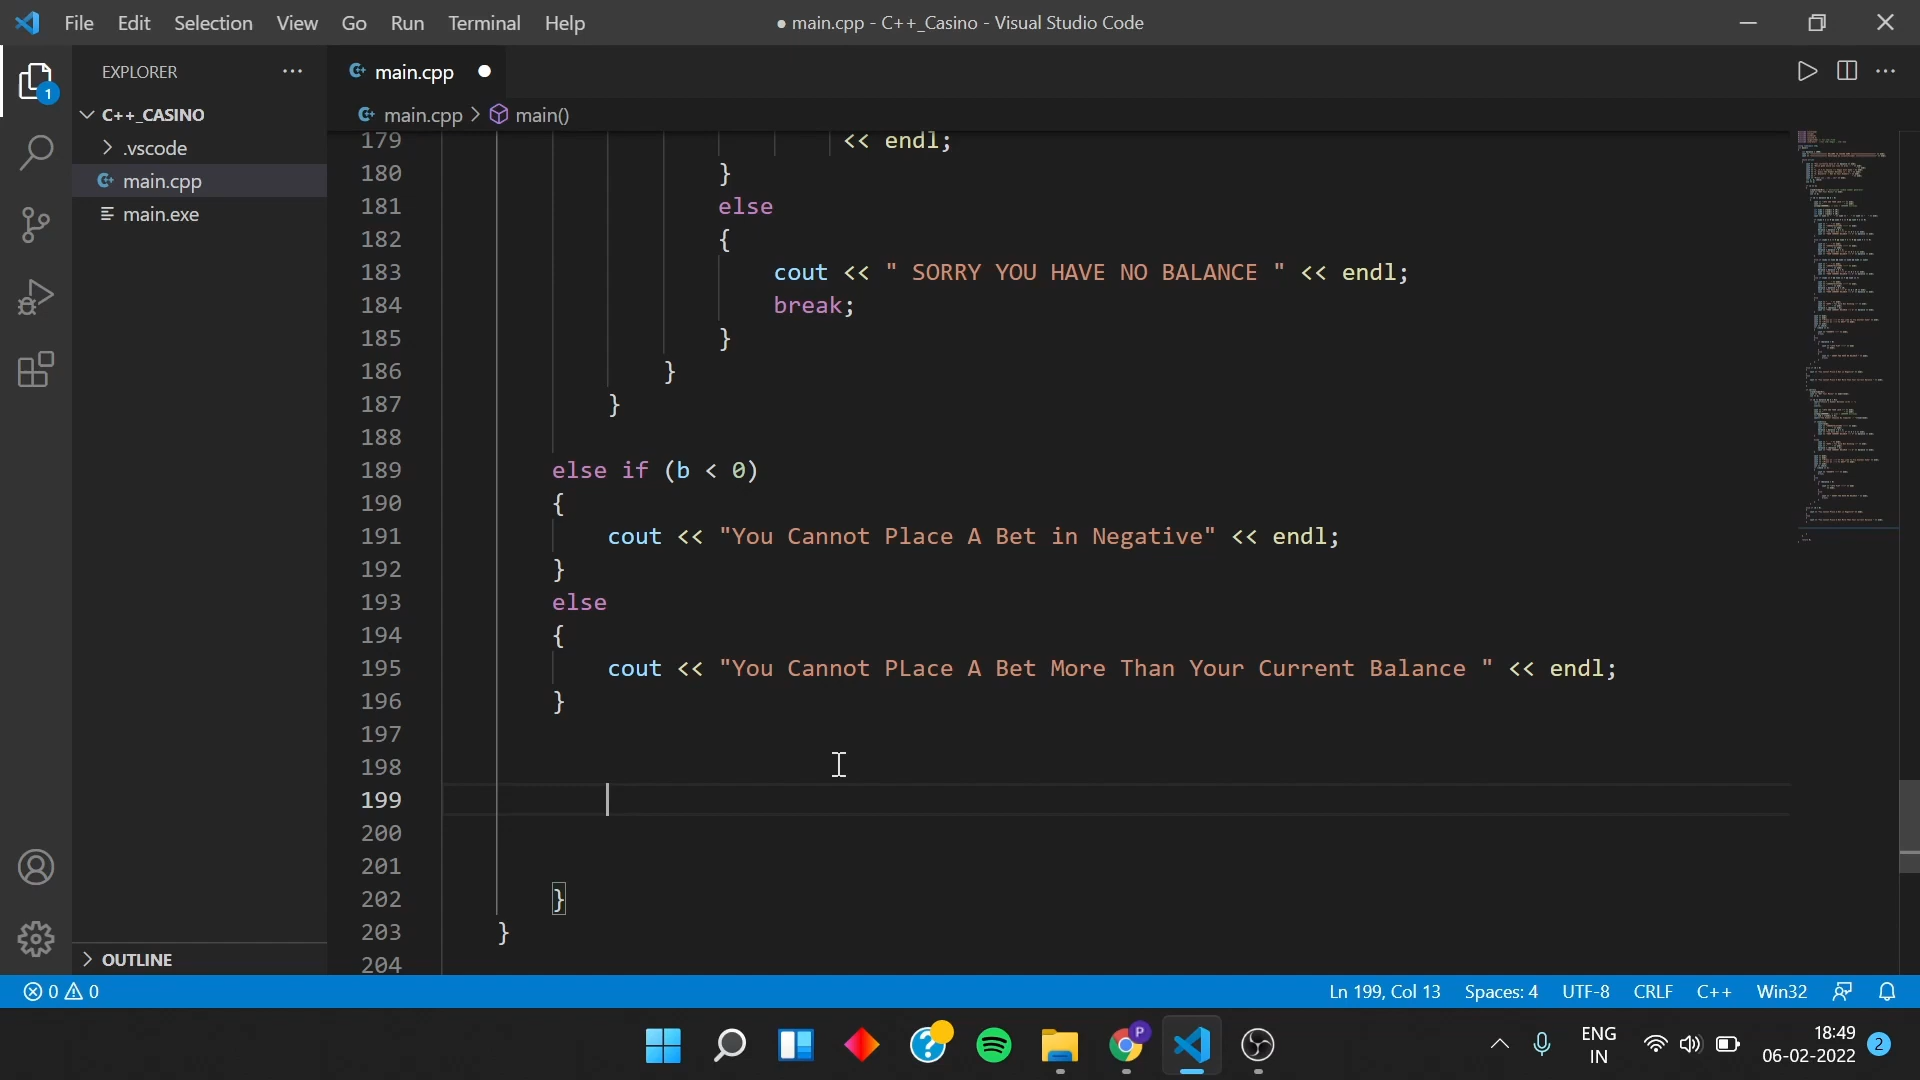 File Edit Selection View Go Run Terminal Help
● main.cpp - C++_Casino - Visual Studio Code
EXPLORER
main.cpp
C++_CASINO
main.cpp > main()
.vscode
main.cpp
main.exe
179 << endl;
180 }
181 else
182 {
183 cout << " SORRY YOU HAVE NO BALANCE " << endl;
184 break;
185 }
186 }
187 }
188
189 else if (b < 0)
190 {
191 cout << "You Cannot Place A Bet in Negative" << endl;
192 }
193 else
194 {
195 cout << "You Cannot PLace A Bet More Than Your Current Balance " << endl;
196 }
197
198
199
200
201
202 }
203 }
204
OUTLINE
0 0 Ln 199, Col 13 Spaces: 4 UTF-8 CRLF C++ Win32
1
P
ENG
IN
18:49
06-02-2022
2